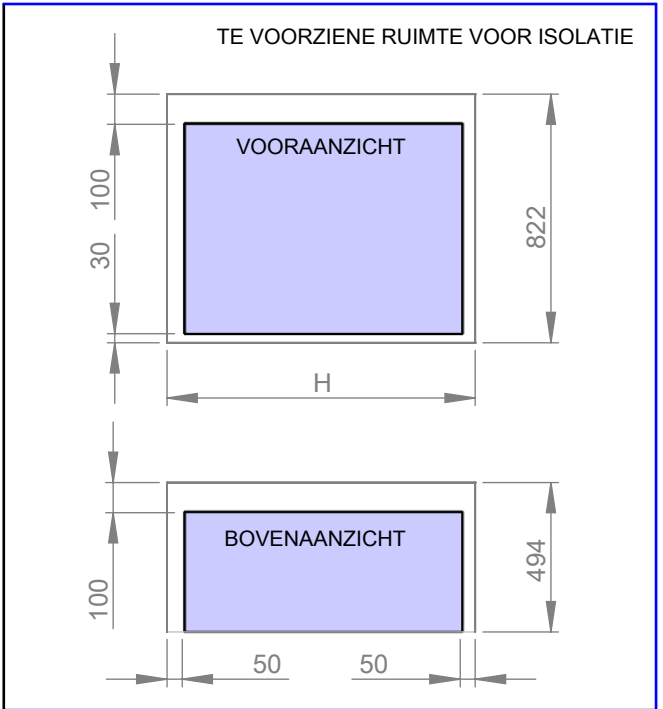 TE VOORZIENE RUIMTE VOOR ISOLATIE
VOORAANZICHT
100
30
822
H
BOVENAANZICHT
100
494
50
50